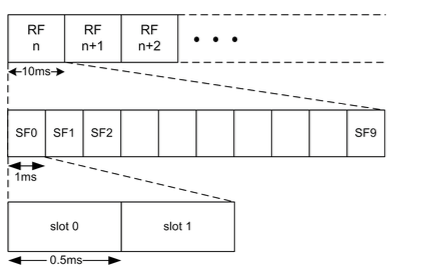 RF RF RF
n n+1 n+2
10ms
SF0 SF1 SF2 SF9
1ms
slot 0 slot 1
0.5ms